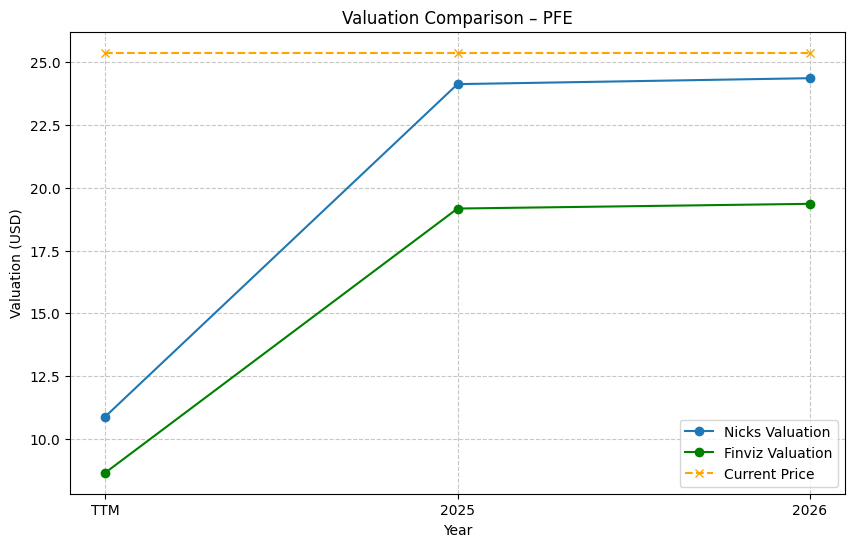 Valuation Comparison – PFE
Valuation (USD)
25.0
22.5
20.0
17.5
15.0
12.5
10.0
TTM
2025
2026
Year
Nicks Valuation
Finviz Valuation
Current Price